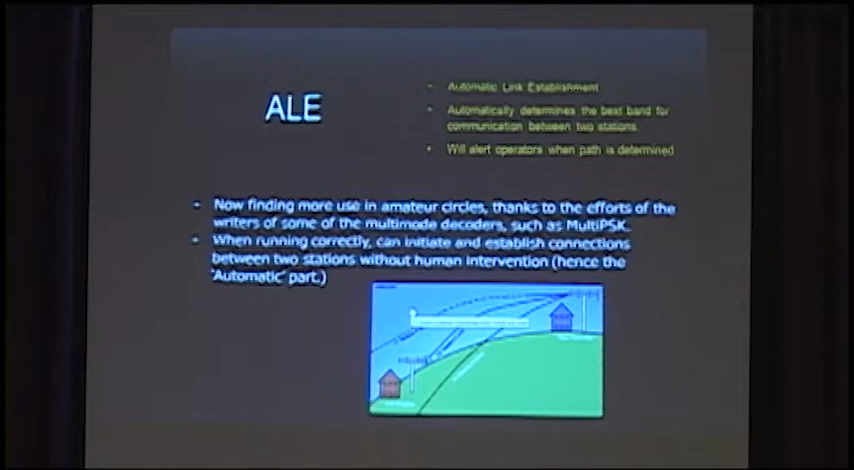 ALE
- Automatic Link Establishment
- Automatically determines the best band for
communication between two stations.
- Will alert operators when path is determined
- Now finding more use in amateur circles, thanks to the efforts of the
writers of some of the multimode decoders, such as MultiPSK.
- When running correctly, can initiate and establish connections
between two stations without human intervention (hence the
'Automatic' part.)